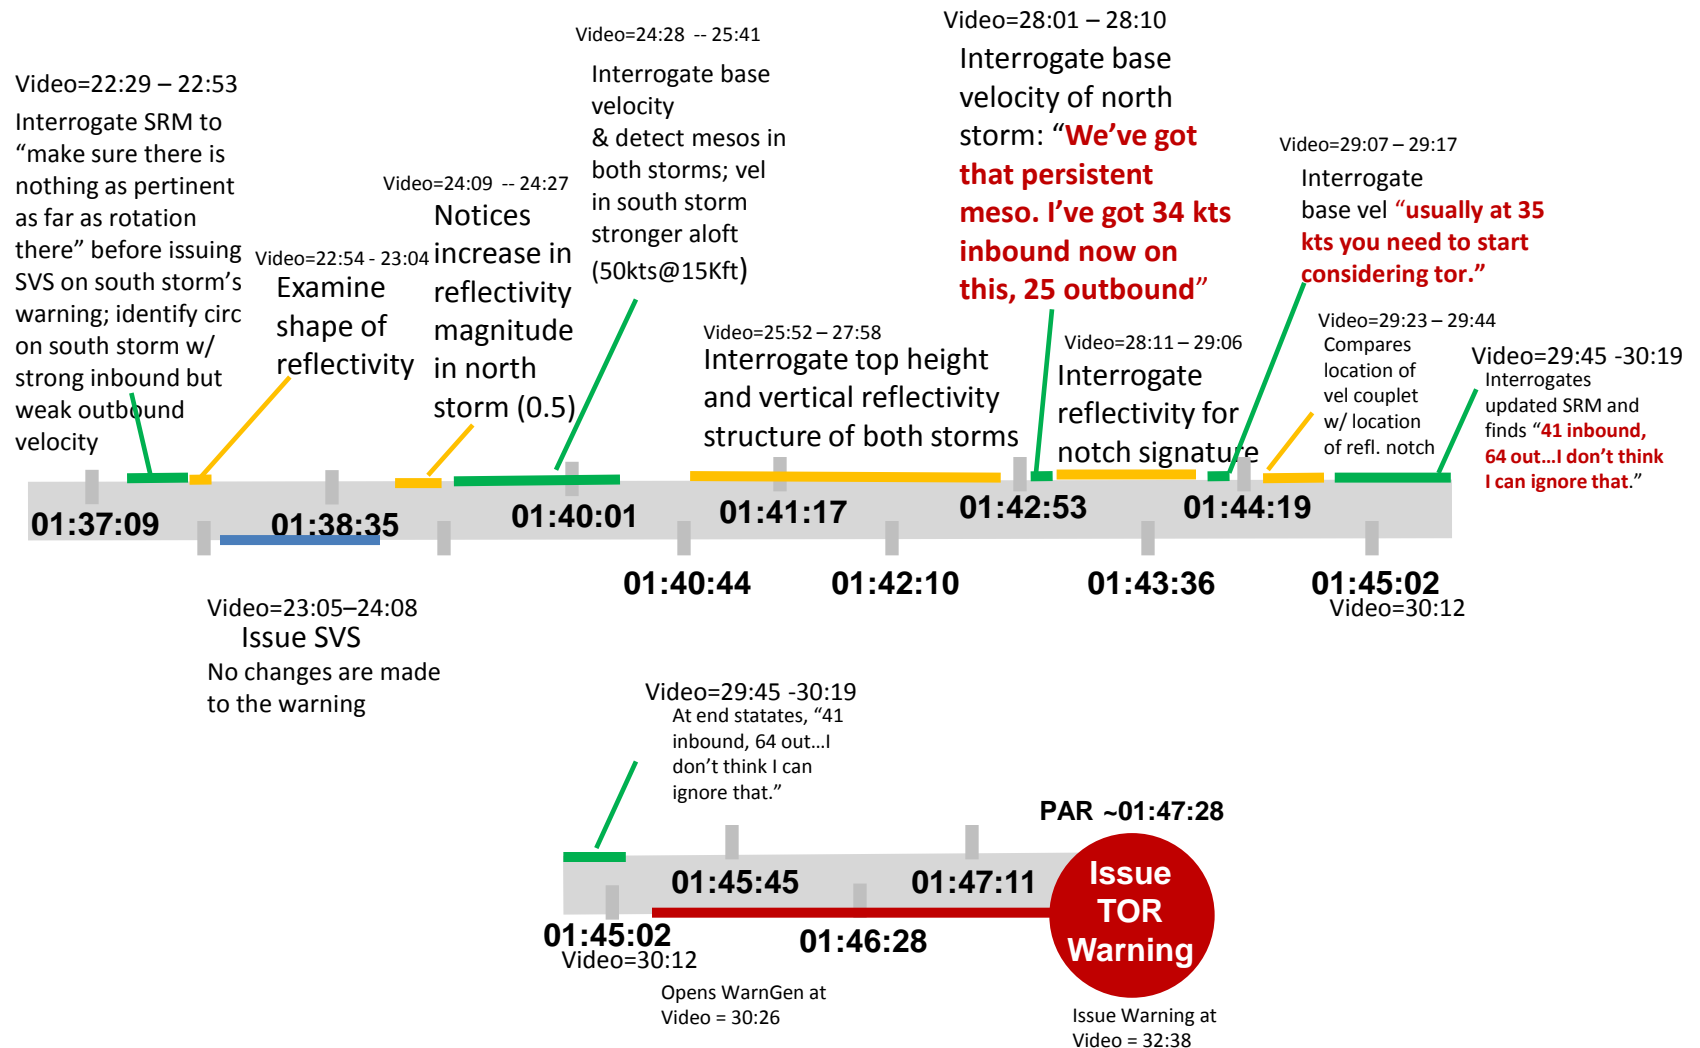 Video=22:29 – 22:53
Interrogate SRM to
“make sure there is
nothing as pertinent
as far as rotation
there” before issuing
SVS on south storm’s
warning; identify circ
on south storm w/
strong inbound but
weak outbound
velocity
Video=22:54 - 23:04
Examine
shape of
reflectivity
Video=24:09 -- 24:27
Notices
increase in
reflectivity
magnitude
in north
storm (0.5)
Video=24:28 -- 25:41
Interrogate base
velocity
& detect mesos in
both storms; vel
in south storm
stronger aloft
(50kts@15Kft)
Video=25:52 – 27:58
Interrogate top height
and vertical reflectivity
structure of both storms
Video=28:01 – 28:10
Interrogate base
velocity of north
storm: “We’ve got
that persistent
meso. I’ve got 34 kts
inbound now on
this, 25 outbound”
Video=28:11 – 29:06
Interrogate
reflectivity for
notch signature
Video=29:07 – 29:17
Interrogate
base vel “usually at 35
kts you need to start
considering tor.”
Video=29:23 – 29:44
Compares
location of
vel couplet
w/ location
of refl. notch
Video=29:45 -30:19
Interrogates
updated SRM and
finds “41 inbound,
64 out...I don’t think
I can ignore that.”
01:37:09
01:38:35
01:40:01
01:41:17
01:42:53
01:44:19
01:40:44
01:42:10
01:43:36
01:45:02
Video=30:12
Video=23:05–24:08
Issue SVS
No changes are made
to the warning
Video=29:45 -30:19
At end statates, “41
inbound, 64 out...I
don’t think I can
ignore that.”
PAR ~01:47:28
01:45:45
01:47:11
Issue
TOR
Warning
01:45:02
Video=30:12
01:46:28
Opens WarnGen at
Video = 30:26
Issue Warning at
Video = 32:38